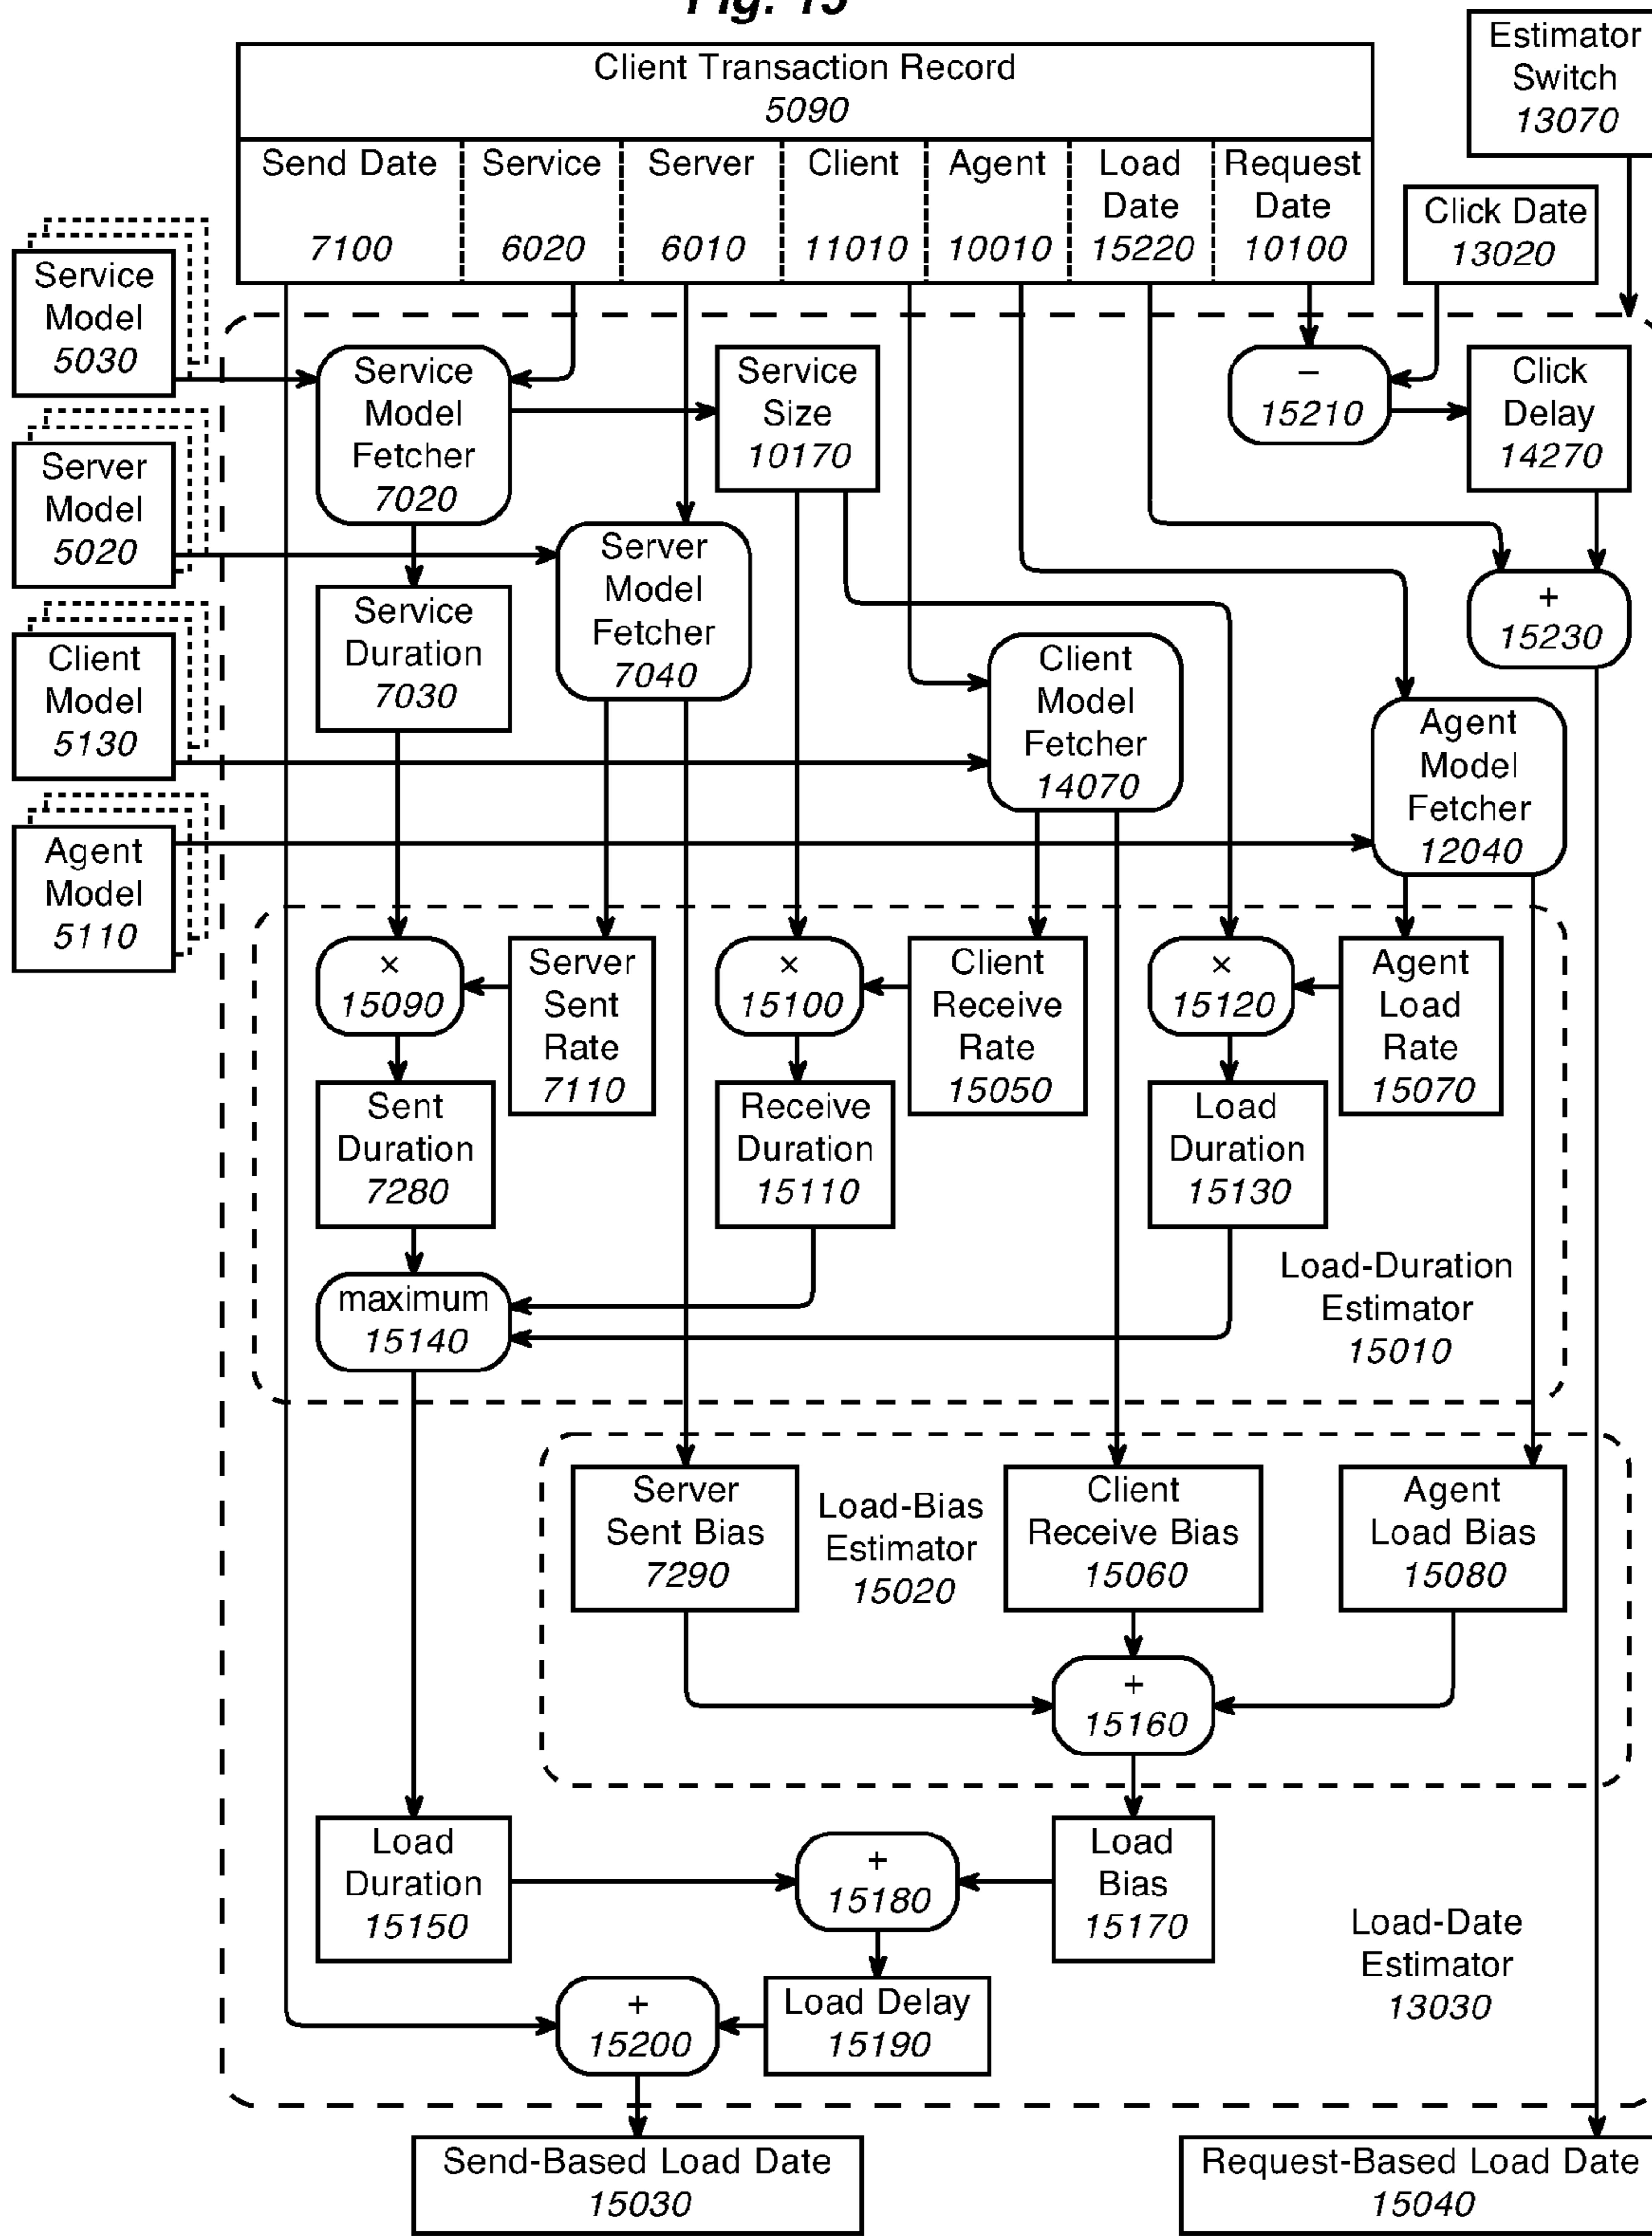 Fig. 15
Client Transaction Record
5090
Send Date
7100
Service
6020
Server
6010
Client
11010
Agent
10010
Load
Date
15220
Request
Date
10100
Estimator
Switch
13070
Click Date
13020
Service
Model
5030
Server
Model
5020
Client
Model
5130
Agent
Model
5110
Service
Model
Fetcher
7020
Service
Size
10170
–
15210
Click
Delay
14270
Server
Model
Fetcher
7040
Service
Duration
7030
+
15230
Client
Model
Fetcher
14070
Agent
Model
Fetcher
12040
×
15090
Server
Sent
Rate
7110
×
15100
Client
Receive
Rate
15050
×
15120
Agent
Load
Rate
15070
Sent
Duration
7280
Receive
Duration
15110
Load
Duration
15130
maximum
15140
Load-Duration
Estimator
15010
Server
Sent Bias
7290
Load-Bias
Estimator
15020
Client
Receive Bias
15060
Agent
Load Bias
15080
+
15160
Load
Duration
15150
+
15180
Load
Bias
15170
Load-Date
Estimator
13030
+
15200
Load Delay
15190
Send-Based Load Date
15030
Request-Based Load Date
15040